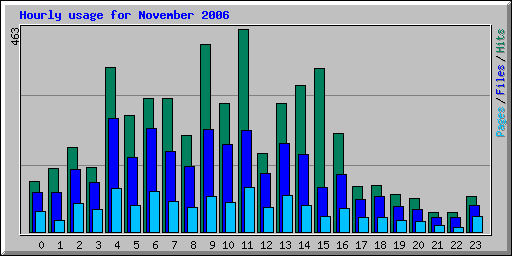 Hourly usage for November 2006
463
Pages/Files/Hits
0 1 2 3 4 5 6 7 8 9 10 11 12 13 14 15 16 17 18 19 20 21 22 23